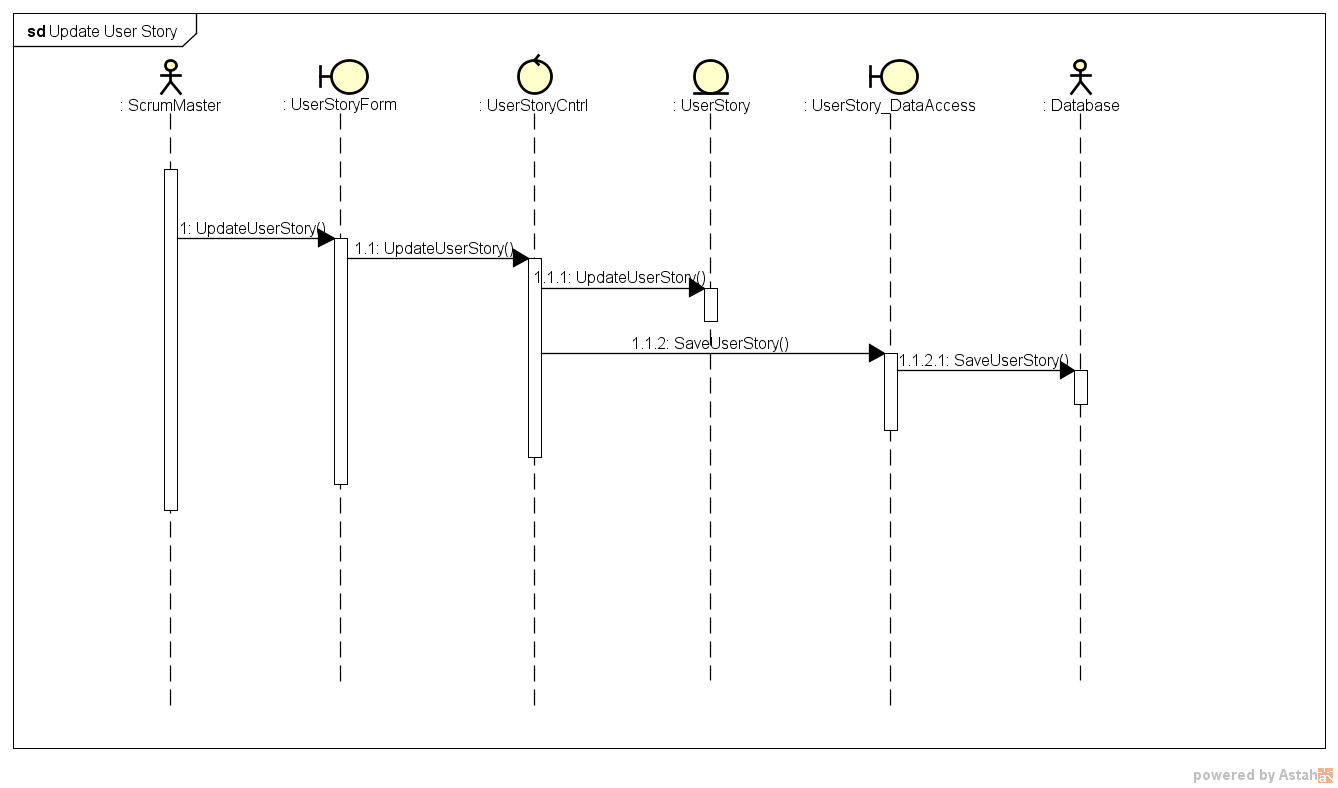 sd Update User Story
: ScrumMaster
: UserStoryForm
: UserStoryCntrl
: UserStory
: UserStory_DataAccess
: Database
1: UpdateUserStory()
1.1: UpdateUserStory()
1.1.1: UpdateUserStory()
1.1.2: SaveUserStory()
1.1.2.1: SaveUserStory()
powered by Astah